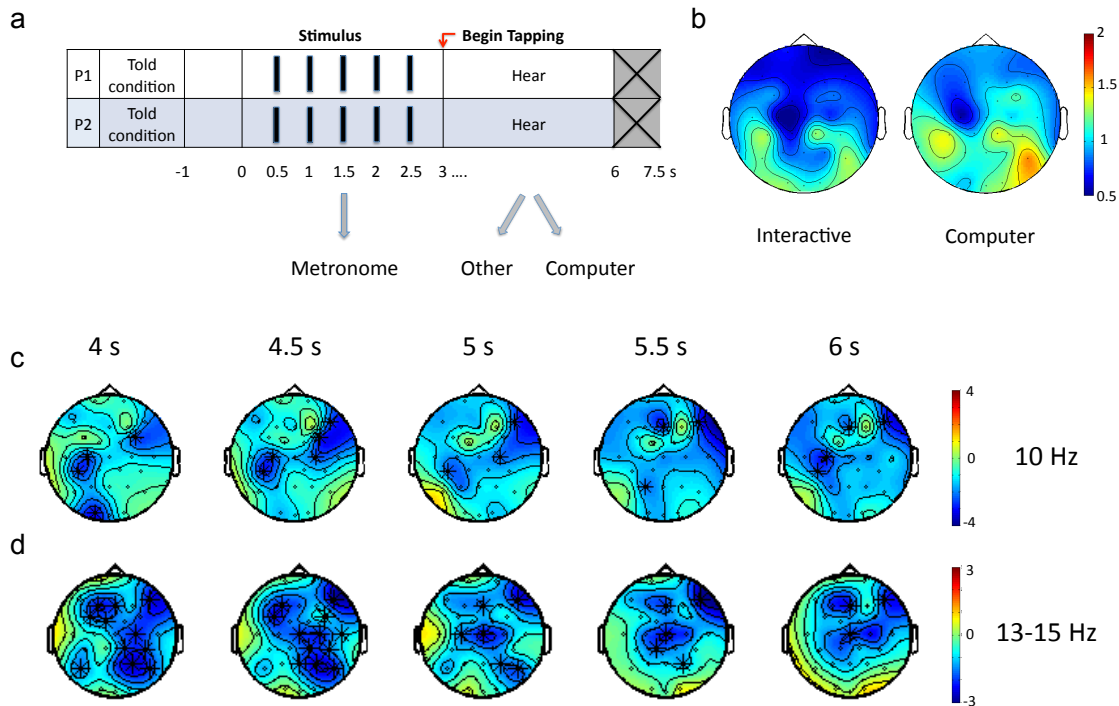 a
Stimulus
Begin Tapping
P1
Told condition
Hear
P2
Told condition
Hear
-1 0 0.5 1 1.5 2 2.5 3 .... 6 7.5 s
Metronome
Other
Computer
b
2
1.5
1
0.5
Interactive
Computer
c
4 s 4.5 s 5 s 5.5 s 6 s
4
0
-4
10 Hz
d
3
0
-3
13-15 Hz